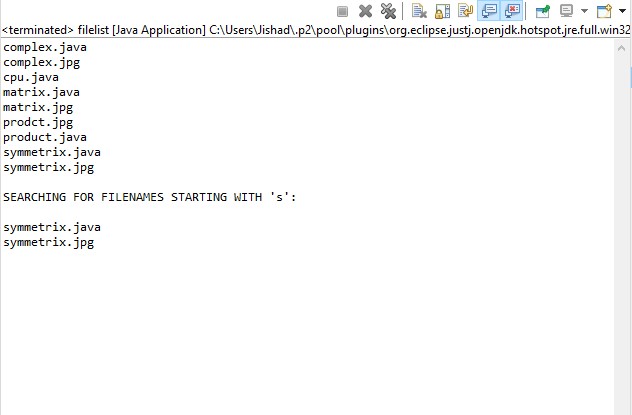 <terminated> filelist [Java Application] C:\Users\Jishad\.p2\pool\plugins\org.eclipse.justj.openjdk.hotspot.jre.full.win32
complex.java
complex.jpg
cpu.java
matrix.java
matrix.jpg
prodct.jpg
product.java
symmetrix.java
symmetrix.jpg
SEARCHING FOR FILENAMES STARTING WITH 's':
symmetrix.java
symmetrix.jpg